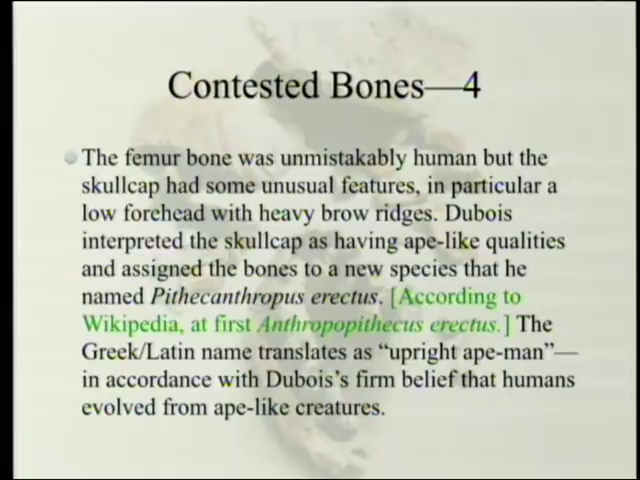 Contested Bones—4
The femur bone was unmistakably human but the
skullcap had some unusual features, in particular a
low forehead with heavy brow ridges. Dubois
interpreted the skullcap as having ape-like qualities
and assigned the bones to a new species that he
named Pithecanthropus erectus. [According to
Wikipedia, at first Anthropopithecus erectus.] The
Greek/Latin name translates as “upright ape-man”—
in accordance with Dubois’s firm belief that humans
evolved from ape-like creatures.